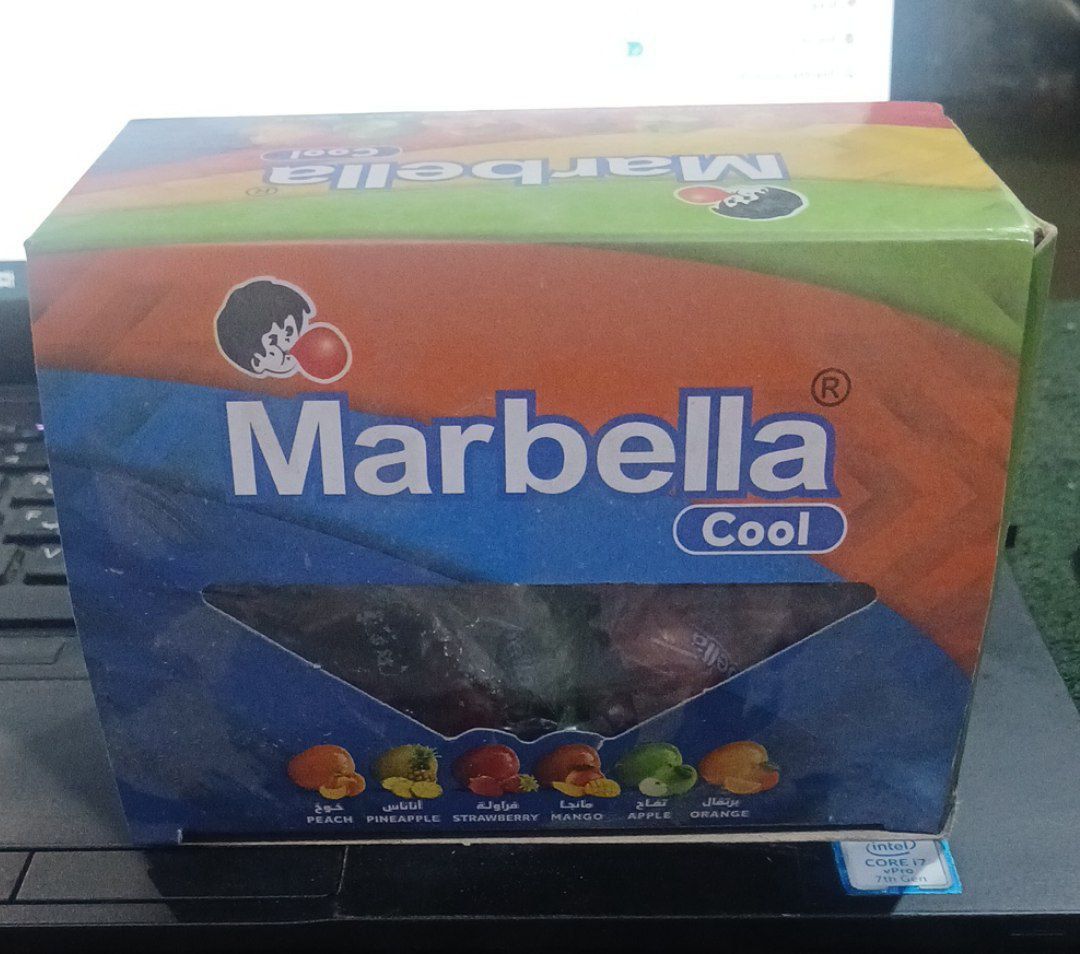 Marbella
Cool
®
Marbella
®
Cool
ella
خوخ
أناناس
فراولة
مانجا
تفاح
برتقال
PEACH
PINEAPPLE
STRAWBERRY
MANGO
APPLE
ORANGE
intel
CORE i7
vPro
7th Gen